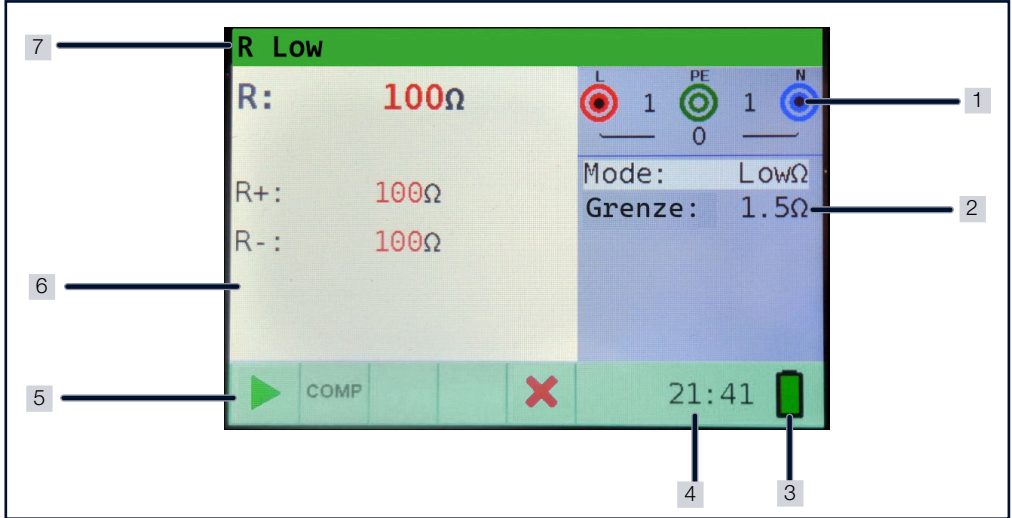 7
R Low
R: 100Ω
L PE N
1 1
0
1
R+: 100Ω
Mode: LowΩ
Grenze: 1.5Ω
2
R-: 100Ω
6
5
COMP
21:41
4
3